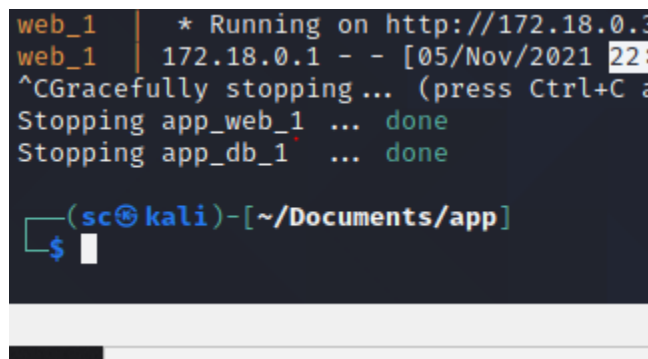 web_1 | * Running on http://172.18.0.3
web_1 | 172.18.0.1 - - [05/Nov/2021 22:
^CGracefully stopping... (press Ctrl+C a
Stopping app_web_1 ... done
Stopping app_db_1 ... done
┌──(sc㉿kali)-[~/Documents/app]
└─$